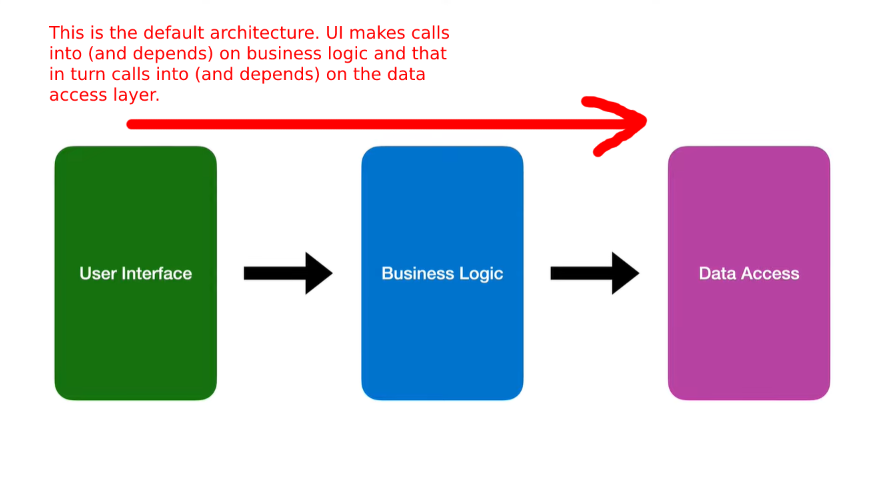 This is the default architecture. UI makes calls
into (and depends) on business logic and that
in turn calls into (and depends) on the data
access layer.
User Interface
Business Logic
Data Access